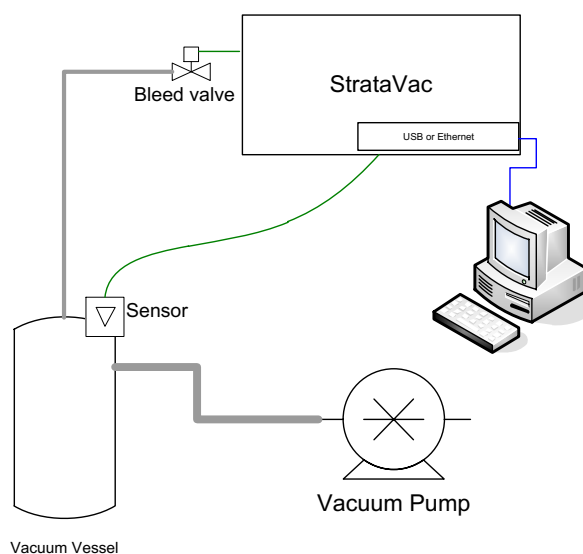 StrataVac
Bleed valve
USB or Ethernet
Sensor
Vacuum Pump
Vacuum Vessel